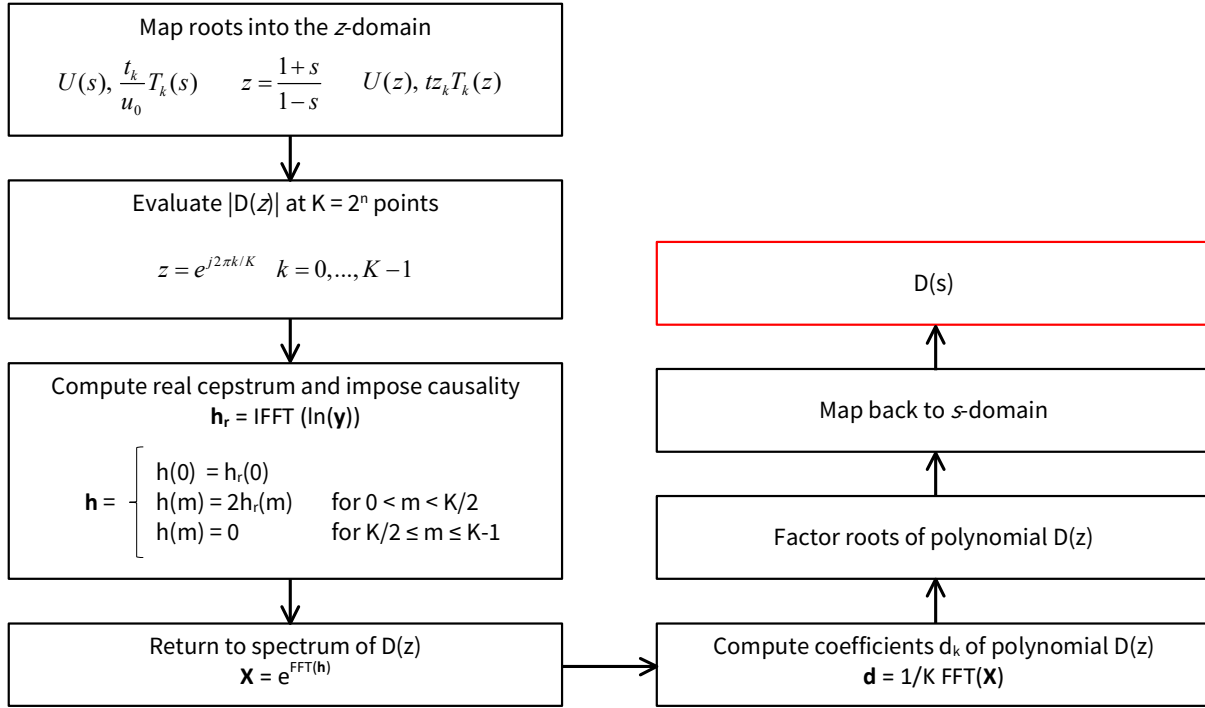 Map roots into the z-domain
U(s), t_k/u_0 T_k(s)    z = (1+s)/(1−s)    U(z), tz_k T_k(z)
Evaluate |D(z)| at K = 2ⁿ points
z = e^{j2πk/K}   k = 0,..., K −1
Compute real cepstrum and impose causality
h_r = IFFT (ln(y))
h(0) = h_r(0)
h = { h(m) = 2h_r(m)    for 0 < m < K/2
h(m) = 0    for K/2 ≤ m ≤ K-1
Return to spectrum of D(z)
X = e^{FFT(h)}
Compute coefficients d_k of polynomial D(z)
d = 1/K FFT(X)
Factor roots of polynomial D(z)
Map back to s-domain
D(s)